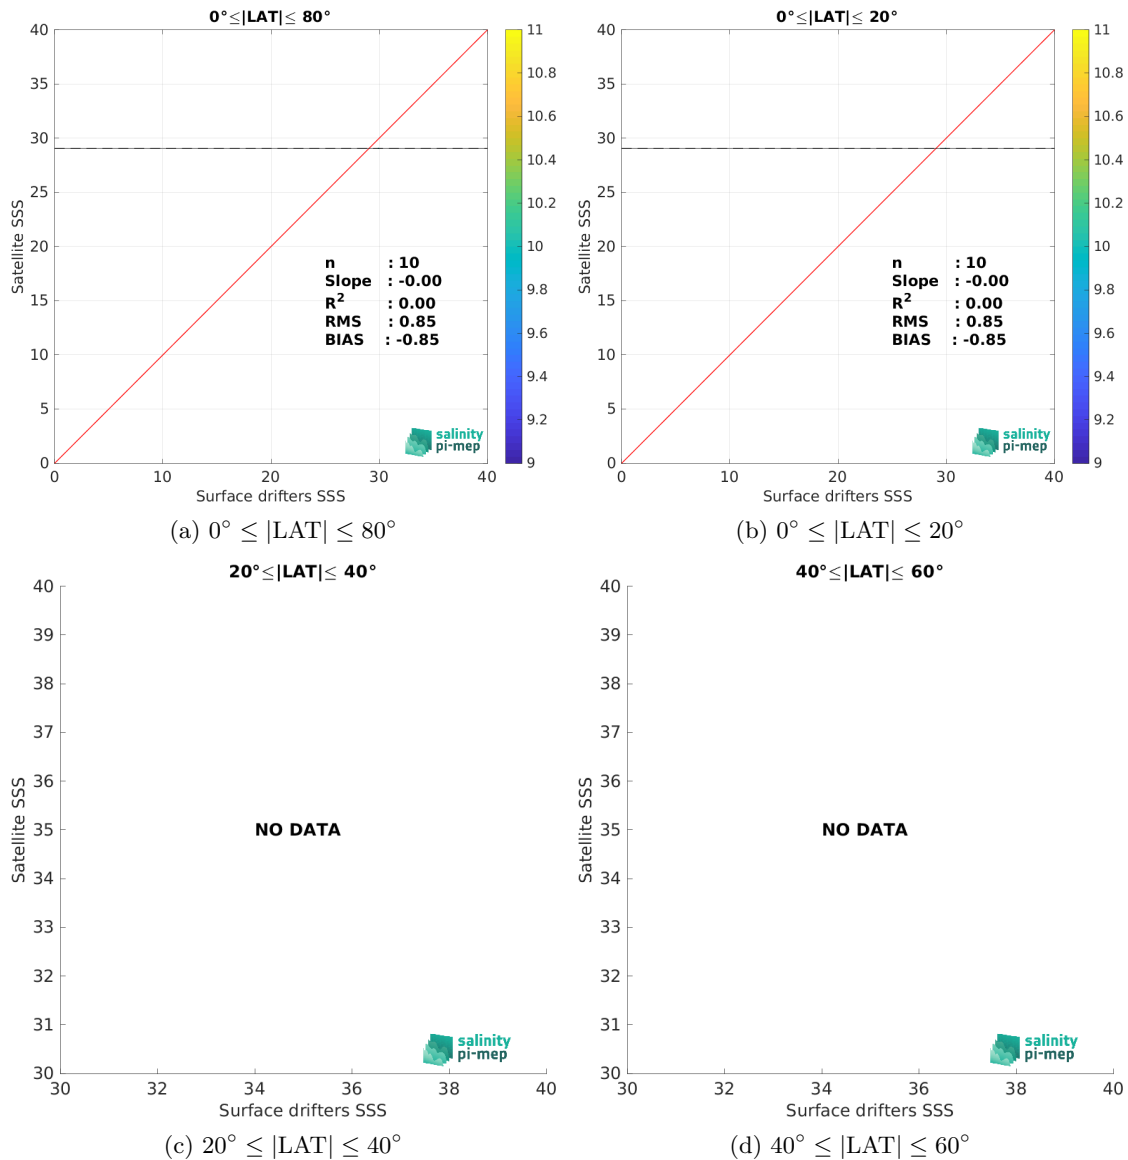 0°≤|LAT|≤ 80°
40
35
30
25
20
15
10
5
0
Satellite SSS
n : 10
Slope : -0.00
R² : 0.00
RMS : 0.85
BIAS : -0.85
salinity
pi-mep
0 10 20 30 40
Surface drifters SSS
11
10.8
10.6
10.4
10.2
10
9.8
9.6
9.4
9.2
9
(a) 0° ≤ |LAT| ≤ 80°
0°≤|LAT|≤ 20°
40
35
30
25
20
15
10
5
0
Satellite SSS
n : 10
Slope : -0.00
R² : 0.00
RMS : 0.85
BIAS : -0.85
salinity
pi-mep
0 10 20 30 40
Surface drifters SSS
11
10.8
10.6
10.4
10.2
10
9.8
9.6
9.4
9.2
9
(b) 0° ≤ |LAT| ≤ 20°
20°≤|LAT|≤ 40°
40
39
38
37
36
35
34
33
32
31
30
Satellite SSS
NO DATA
salinity
pi-mep
30 32 34 36 38 40
Surface drifters SSS
(c) 20° ≤ |LAT| ≤ 40°
40°≤|LAT|≤ 60°
40
39
38
37
36
35
34
33
32
31
30
Satellite SSS
NO DATA
salinity
pi-mep
30 32 34 36 38 40
Surface drifters SSS
(d) 40° ≤ |LAT| ≤ 60°